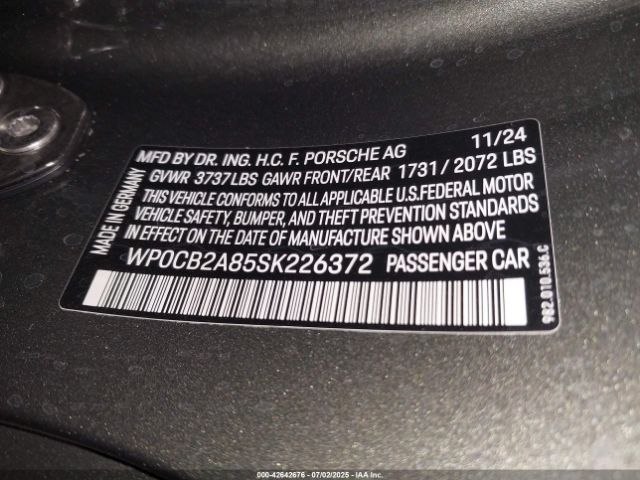 MFD BY DR. ING. H.C. F. PORSCHE AG 11/24
GVWR 3737LBS GAWR FRONT/REAR 1731/2072 LBS
THIS VEHICLE CONFORMS TO ALL APPLICABLE U.S.FEDERAL MOTOR
VEHICLE SAFETY, BUMPER, AND THEFT PREVENTION STANDARDS
IN EFFECT ON THE DATE OF MANUFACTURE SHOWN ABOVE.
WP0CB2A85SK226372 PASSENGER CAR
MADE IN GERMANY
982.010.536.C
000-42642676 | 07/02/2025 | IAAI.COM